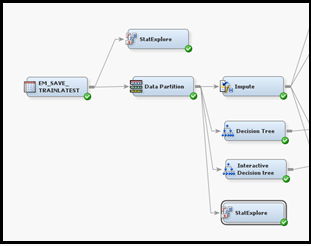 StatExplore
EM_SAVE_
TRAINLATEST
Data Partition
Impute
Decision Tree
Interactive
Decision tree
StatExplore